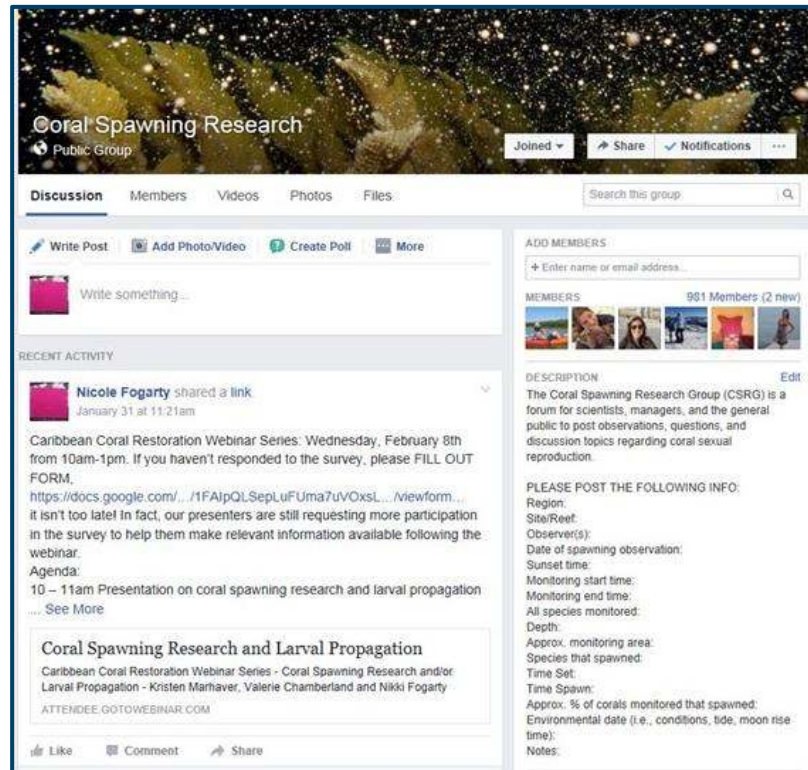 Coral Spawning Research
Public Group
Joined
Share
Notifications
...
Discussion
Members
Videos
Photos
Files
Search this group
Write Post
Add Photo/Video
Create Poll
More
Write something...
RECENT ACTIVITY
Nicole Fogarty shared a link.
January 31 at 11:21am
Caribbean Coral Restoration Webinar Series: Wednesday, February 8th
from 10am-1pm. If you haven't responded to the survey, please FILL OUT
FORM,
https://docs.google.com/.../1FAIpQLSepLuFUma7uVOxsL.../viewform...
it isn't too late! In fact, our presenters are still requesting more participation
in the survey to help them make relevant information available following the
webinar.
Agenda:
10 – 11am Presentation on coral spawning research and larval propagation
... See More
Coral Spawning Research and Larval Propagation
Caribbean Coral Restoration Webinar Series - Coral Spawning Research and/or
Larval Propagation - Kristen Marhaver, Valerie Chamberland and Nikki Fogarty
ATTENDEE.GOTOWEBINAR.COM
Like
Comment
Share
ADD MEMBERS
+ Enter name or email address...
MEMBERS
981 Members (2 new)
DESCRIPTION
Edit
The Coral Spawning Research Group (CSRG) is a
forum for scientists, managers, and the general
public to post observations, questions, and
discussion topics regarding coral sexual
reproduction.
PLEASE POST THE FOLLOWING INFO:
Region:
Site/Reef:
Observer(s):
Date of spawning observation:
Sunset time:
Monitoring start time:
Monitoring end time:
All species monitored:
Depth:
Approx. monitoring area:
Species that spawned:
Time Set:
Time Spawn:
Approx. % of corals monitored that spawned:
Environmental date (i.e., conditions, tide, moon rise
time):
Notes: